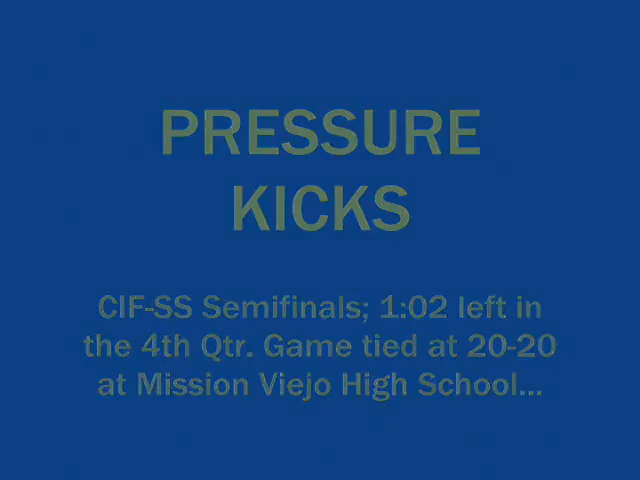 PRESSURE
KICKS
CIF-SS Semifinals; 1:02 left in
the 4th Qtr. Game tied at 20-20
at Mission Viejo High School...